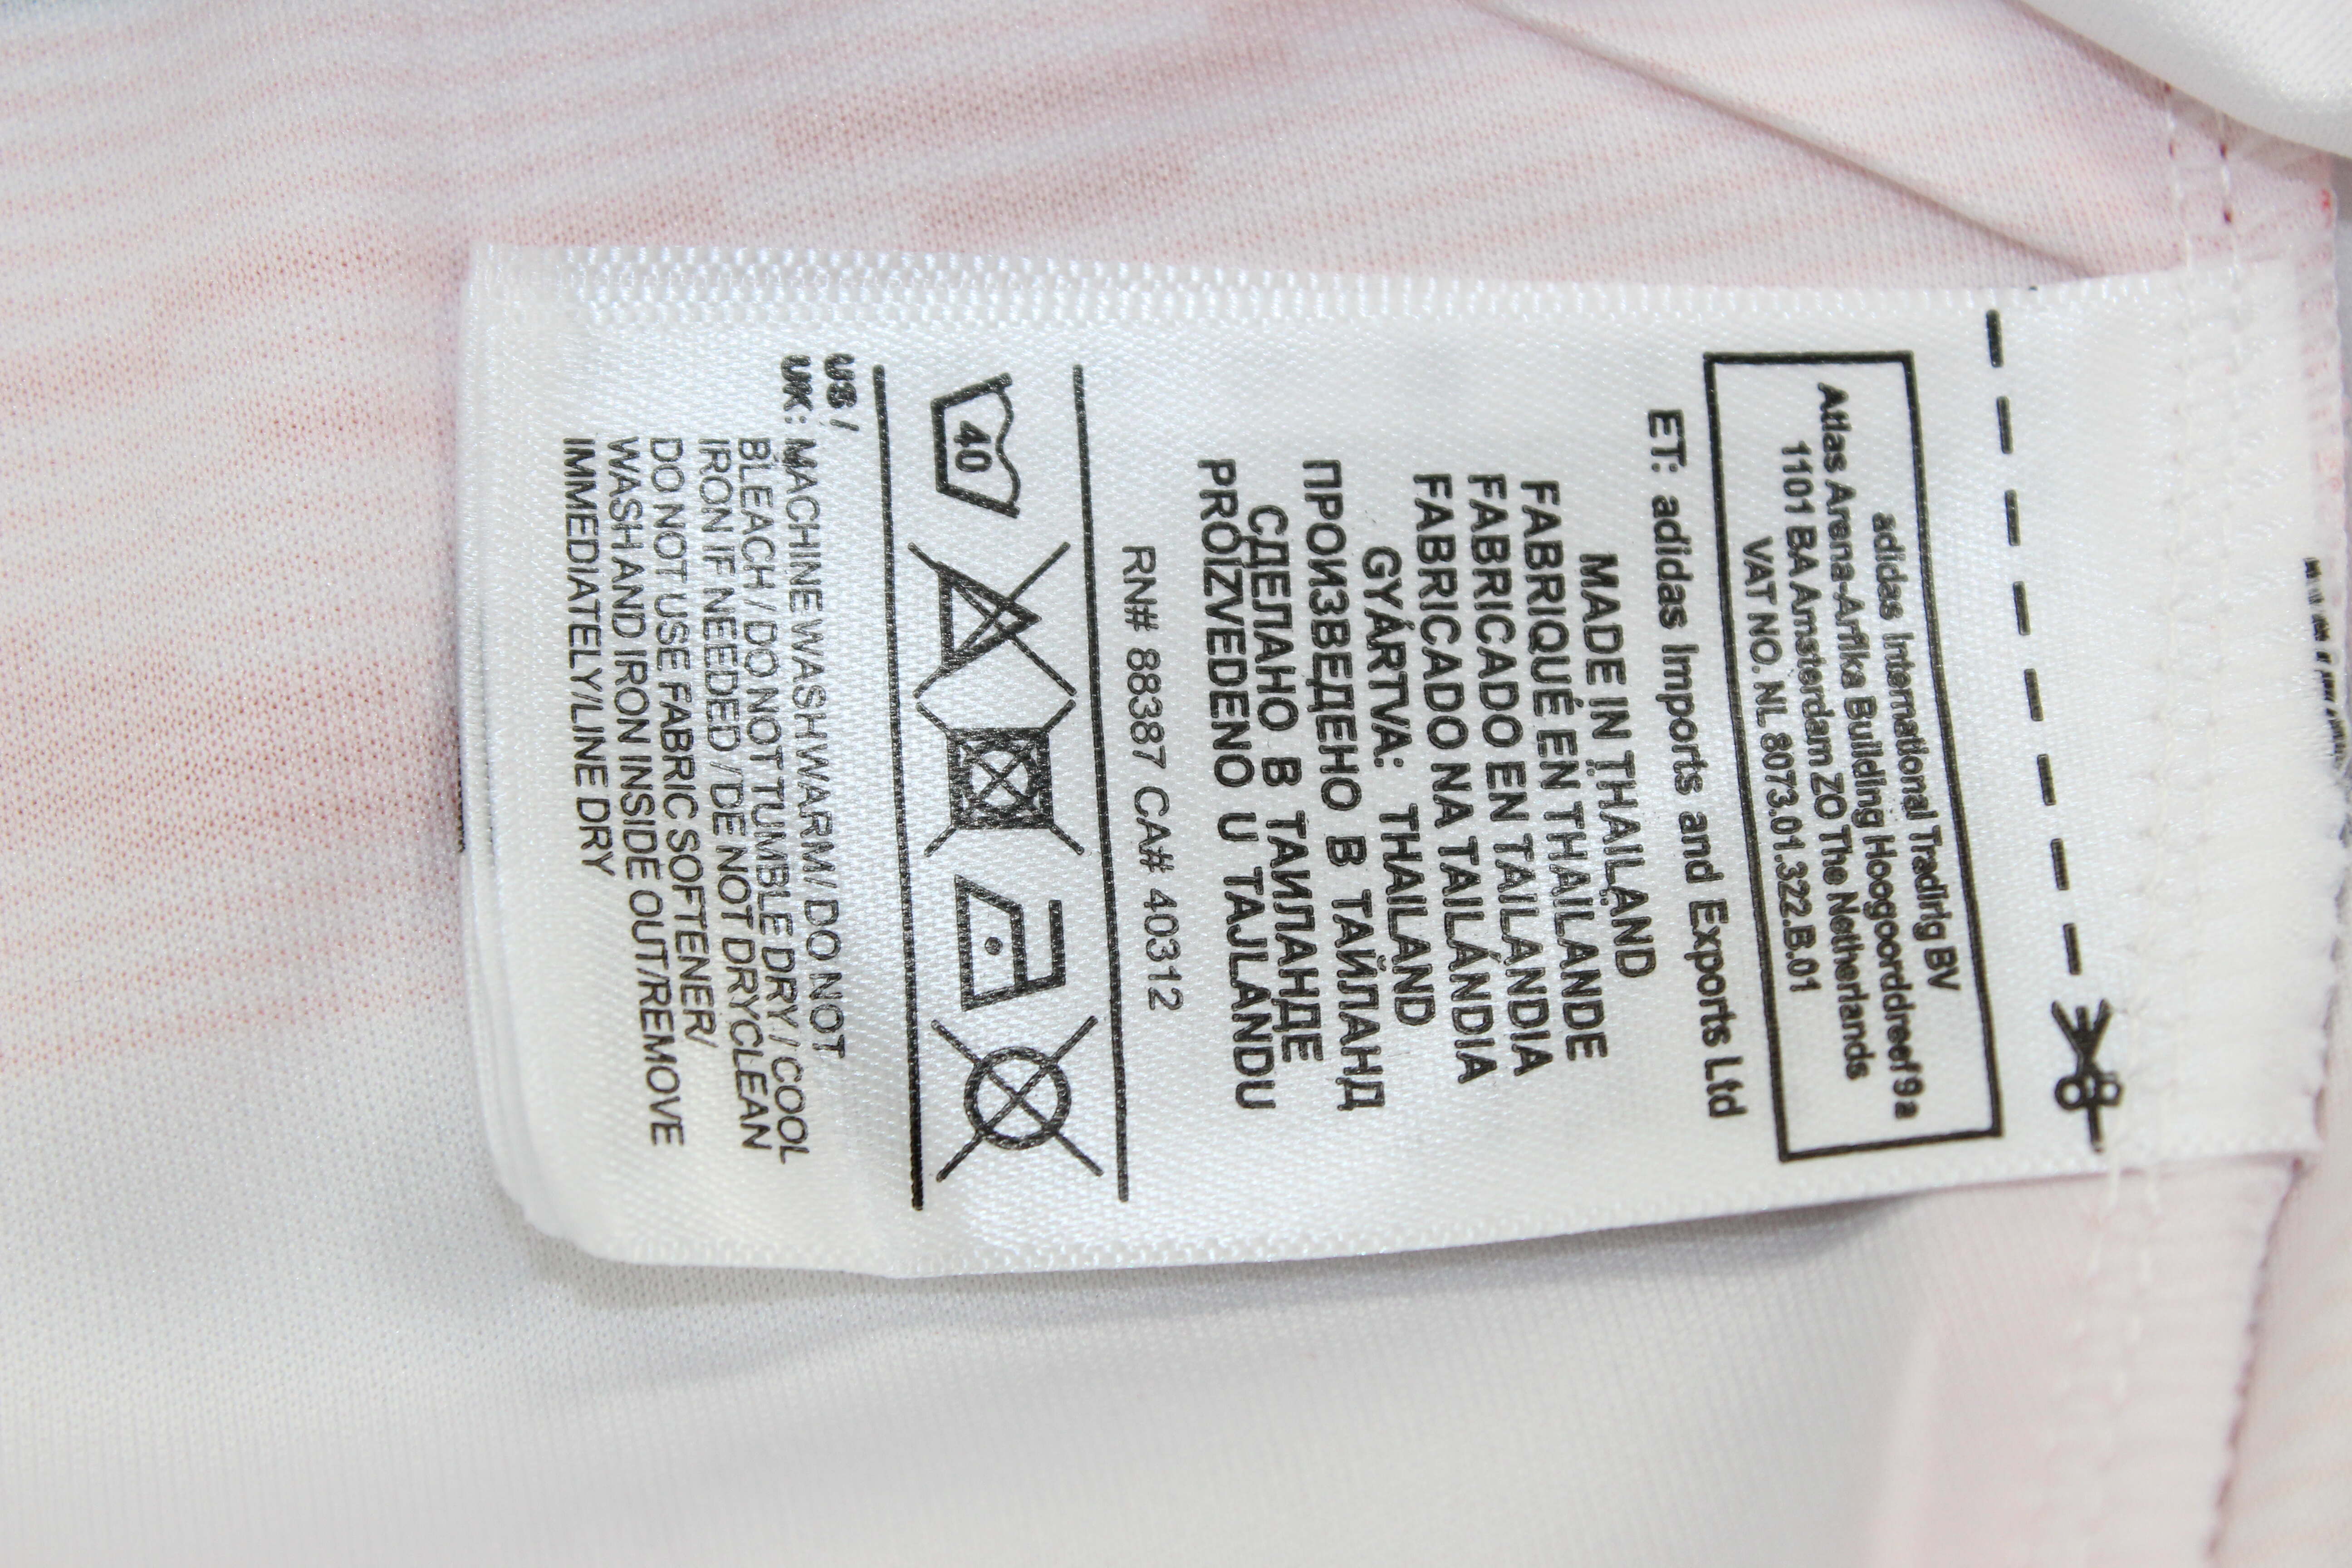 adidas International Trading BV
Atlas Arena-Afika Building Hoogoorddreef 9a
1101 BA Amsterdam ZO The Netherlands
VAT NO. NL 8073.01.322.B.01
ET: adidas Imports and Exports Ltd
MADE IN THAILAND
FABRIQUÉ EN THAÏLANDE
FABRICADO EN TAILANDIA
FABRICADO NA TAILÁNDIA
GYÁRTVA: THAILAND
ПРОИЗВЕДЕНО В ТАЙЛАНД
СДЕЛАНО В ТАИЛАНДЕ
PROIZVEDENO U TAJLANDU
RN# 88387 CA# 40312
40
US /
UK: MACHINE WASH WARM / DO NOT
BLEACH / DO NOT TUMBLE DRY / COOL
IRON IF NEEDED / DE NOT DRYCLEAN
DO NOT USE FABRIC SOFTENER/
WASH AND IRON INSIDE OUT/REMOVE
IMMEDIATELY/LINE DRY